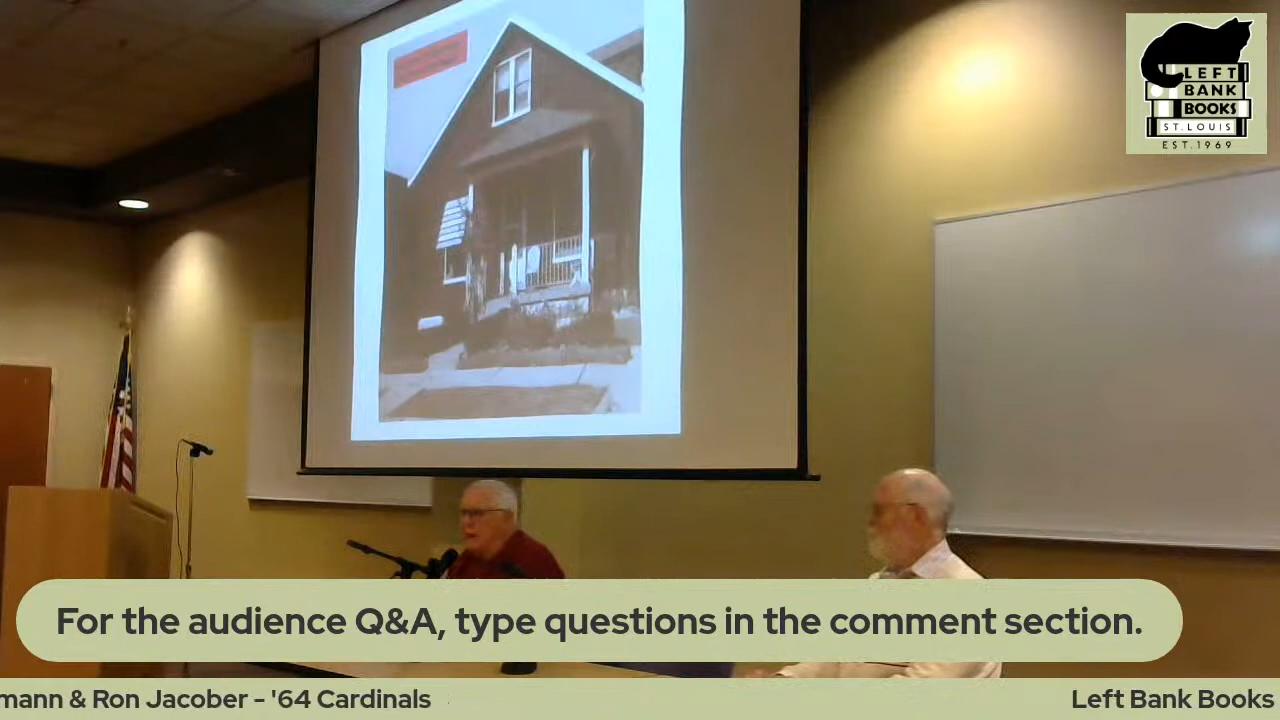 LEFT
BANK
BOOKS
ST. LOUIS
EST. 1969
For the audience Q&A, type questions in the comment section.
mann & Ron Jacober - '64 Cardinals
Left Bank Books